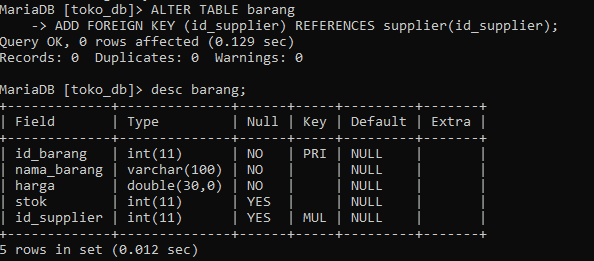 MariaDB [toko_db]> ALTER TABLE barang
    -> ADD FOREIGN KEY (id_supplier) REFERENCES supplier(id_supplier);
Query OK, 0 rows affected (0.129 sec)
Records: 0  Duplicates: 0  Warnings: 0

MariaDB [toko_db]> desc barang;
+-------------+--------------+------+-----+---------+-------+
| Field       | Type         | Null | Key | Default | Extra |
+-------------+--------------+------+-----+---------+-------+
| id_barang   | int(11)      | NO   | PRI | NULL    |       |
| nama_barang | varchar(100) | NO   |     | NULL    |       |
| harga       | double(30,0) | NO   |     | NULL    |       |
| stok        | int(11)      | YES  |     | NULL    |       |
| id_supplier | int(11)      | YES  | MUL | NULL    |       |
+-------------+--------------+------+-----+---------+-------+
5 rows in set (0.012 sec)